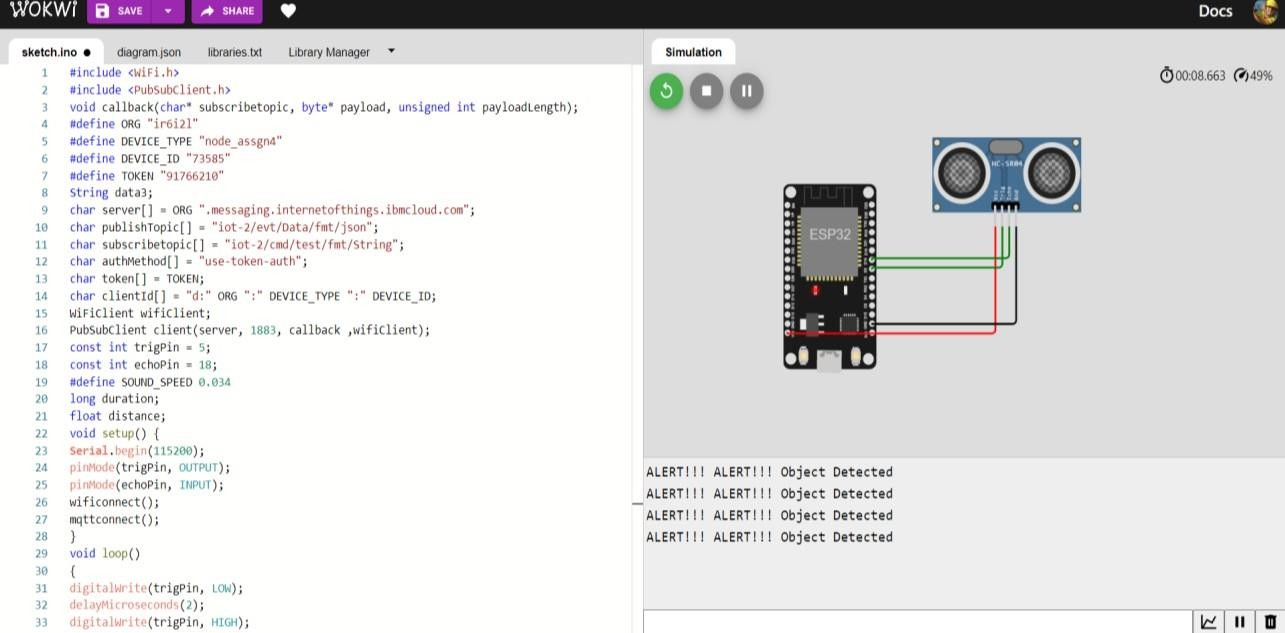 WOKWi SAVE SHARE Docs
sketch.ino diagram.json libraries.txt Library Manager
Simulation
00:08.663 49%
1 #include <WiFi.h>
2 #include <PubSubClient.h>
3 void callback(char* subscribetopic, byte* payload, unsigned int payloadLength);
4 #define ORG "ir6i2l"
5 #define DEVICE_TYPE "node_assgn4"
6 #define DEVICE_ID "73585"
7 #define TOKEN "91766210"
8 String data3;
9 char server[] = ORG ".messaging.internetofthings.ibmcloud.com";
10 char publishTopic[] = "iot-2/evt/Data/fmt/json";
11 char subscribetopic[] = "iot-2/cmd/test/fmt/String";
12 char authMethod[] = "use-token-auth";
13 char token[] = TOKEN;
14 char clientId[] = "d:" ORG ":" DEVICE_TYPE ":" DEVICE_ID;
15 WiFiClient wifiClient;
16 PubSubClient client(server, 1883, callback ,wifiClient);
17 const int trigPin = 5;
18 const int echoPin = 18;
19 #define SOUND_SPEED 0.034
20 long duration;
21 float distance;
22 void setup() {
23 Serial.begin(115200);
24 pinMode(trigPin, OUTPUT);
25 pinMode(echoPin, INPUT);
26 wificonnect();
27 mqttconnect();
28 }
29 void loop()
30 {
31 digitalWrite(trigPin, LOW);
32 delayMicroseconds(2);
33 digitalWrite(trigPin, HIGH);
HC-SR04
ESP32
ALERT!!! ALERT!!! Object Detected
ALERT!!! ALERT!!! Object Detected
ALERT!!! ALERT!!! Object Detected
ALERT!!! ALERT!!! Object Detected